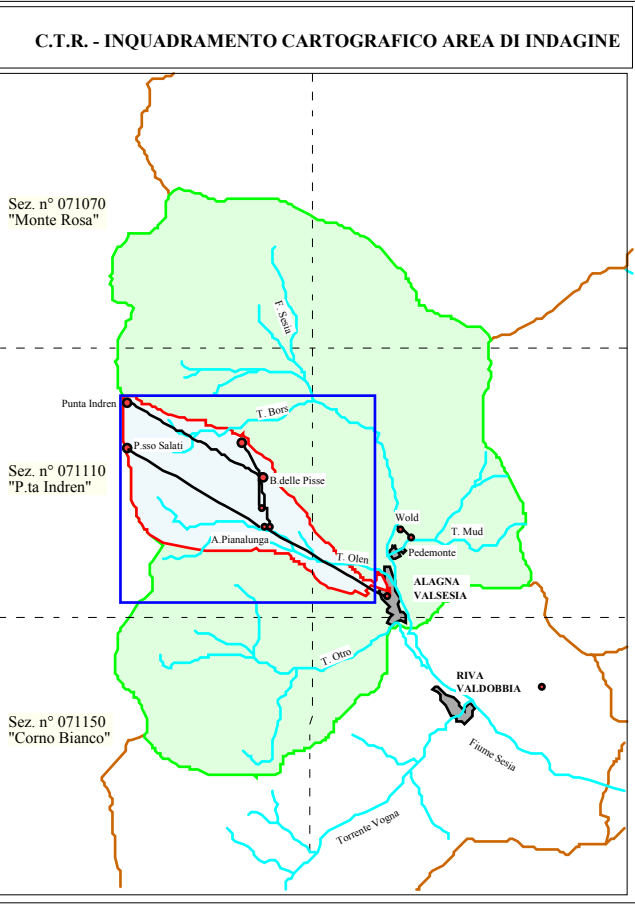 C.T.R. - INQUADRAMENTO CARTOGRAFICO AREA DI INDAGINE
Sez. n° 071070
"Monte Rosa"
F. Sesia
Punta Indren
T. Bors
P.sso Salati
Sez. n° 071110
"P.ta Indren"
B.delle Pisse
Wold
T. Mud
A.Pianalunga
Pedemonte
T. Olen
ALAGNA
VALSESIA
T. Otro
RIVA
VALDOBBIA
Sez. n° 071150
"Corno Bianco"
Fiume Sesia
Torrente Vogna